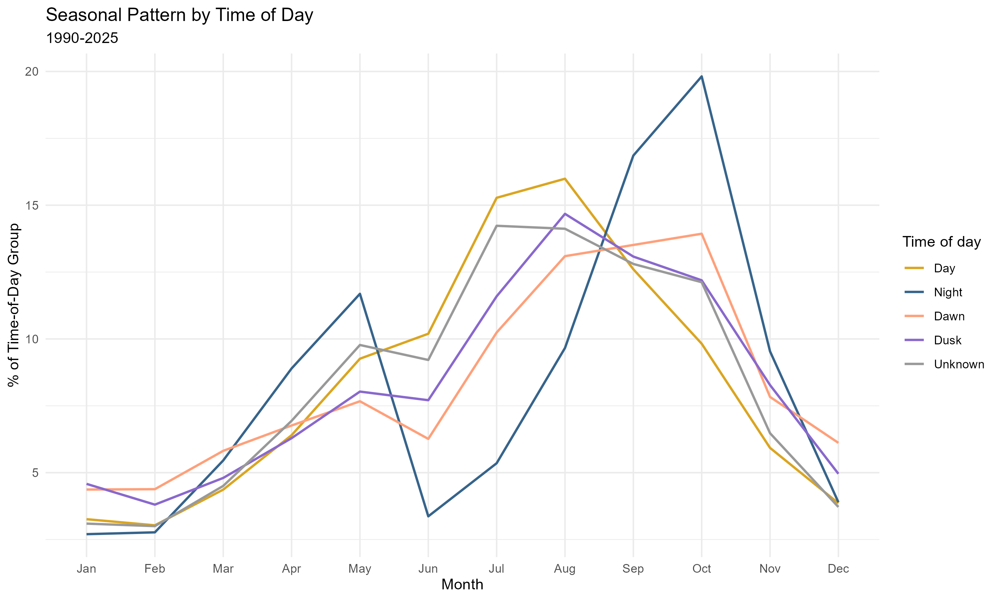 Seasonal Pattern by Time of Day
1990-2025
% of Time-of-Day Group
20
15
10
5
Jan Feb Mar Apr May Jun Jul Aug Sep Oct Nov Dec
Month
Time of day
Day
Night
Dawn
Dusk
Unknown